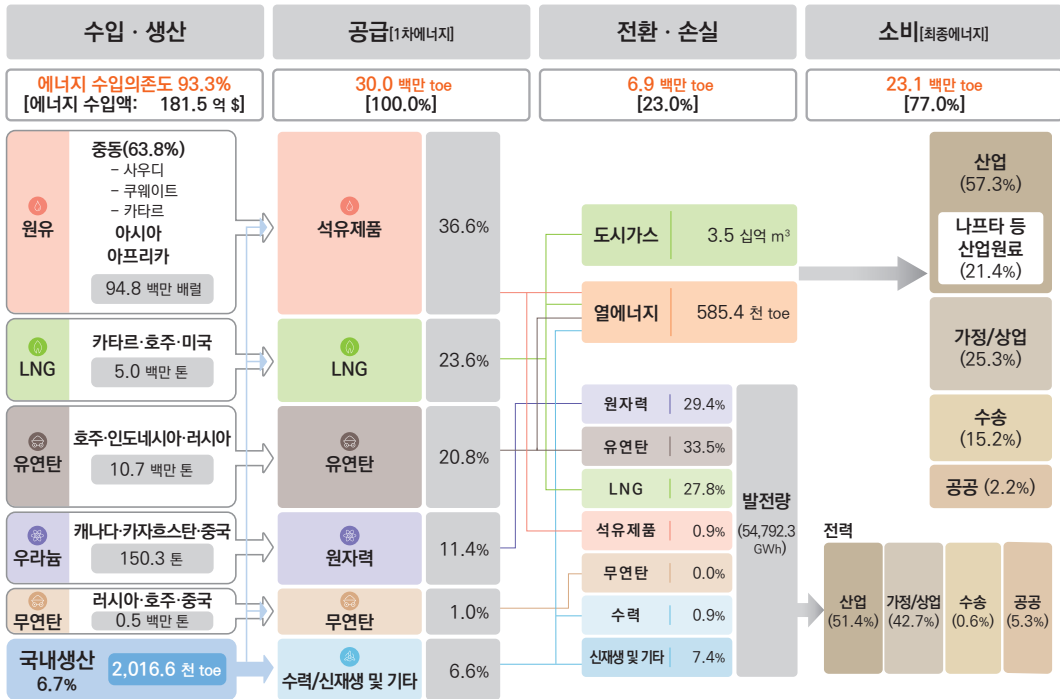 수입 · 생산
에너지 수입의존도 93.3%
[에너지 수입액: 181.5 억 $]
원유
중동(63.8%)
- 사우디
- 쿠웨이트
- 카타르
아시아
아프리카
94.8 백만 배럴
LNG
카타르·호주·미국
5.0 백만 톤
유연탄
호주·인도네시아·러시아
10.7 백만 톤
우라늄
캐나다·카자흐스탄·중국
150.3 톤
무연탄
러시아·호주·중국
0.5 백만 톤
국내생산
6.7%
2,016.6 천 toe
공급[1차에너지]
30.0 백만 toe
[100.0%]
석유제품
36.6%
LNG
23.6%
유연탄
20.8%
원자력
11.4%
무연탄
1.0%
수력/신재생 및 기타
6.6%
전환 · 손실
6.9 백만 toe
[23.0%]
도시가스 3.5 십억 m³
열에너지 585.4 천 toe
원자력 29.4%
유연탄 33.5%
LNG 27.8%
석유제품 0.9%
무연탄 0.0%
수력 0.9%
신재생 및 기타 7.4%
발전량
(54,792.3
GWh)
소비[최종에너지]
23.1 백만 toe
[77.0%]
산업
(57.3%)
나프타 등
산업원료
(21.4%)
가정/상업
(25.3%)
수송
(15.2%)
공공 (2.2%)
전력
산업
(51.4%)
가정/상업
(42.7%)
수송
(0.6%)
공공
(5.3%)